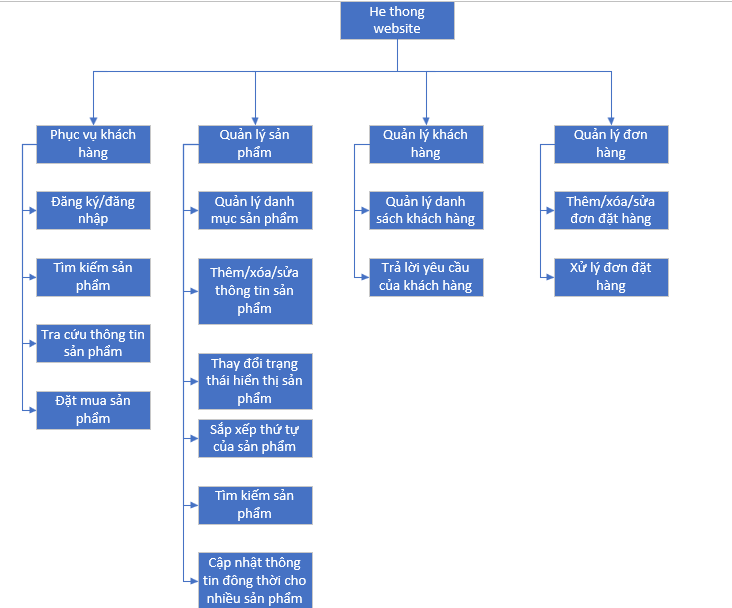 He thong
website
Phục vụ khách
hàng
Quản lý sản
phẩm
Quản lý khách
hàng
Quản lý đơn
hàng
Đăng ký/đăng
nhập
Quản lý danh
mục sản phẩm
Quản lý danh
sách khách hàng
Thêm/xóa/sửa
đơn đặt hàng
Tìm kiếm sản
phẩm
Thêm/xóa/sửa
thông tin sản
phẩm
Trả lời yêu cầu
của khách hàng
Xử lý đơn đặt
hàng
Tra cứu thông tin
sản phẩm
Thay đổi trạng
thái hiển thị sản
phẩm
Đặt mua sản
phẩm
Sắp xếp thứ tự
của sản phẩm
Tìm kiếm sản
phẩm
Cập nhật thông
tin đông thời cho
nhiều sản phẩm